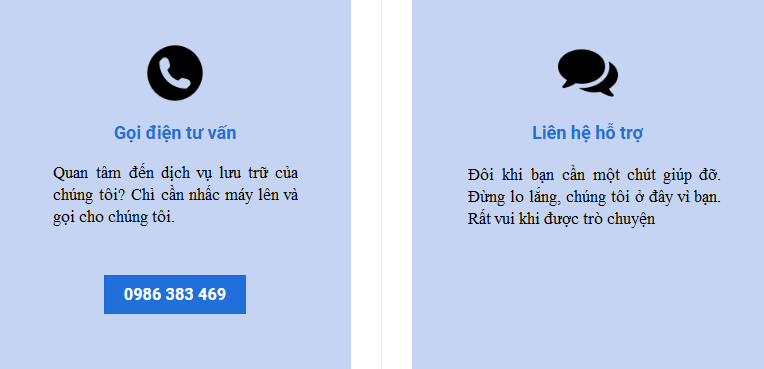 Gọi điện tư vấn
Quan tâm đến dịch vụ lưu trữ của
chúng tôi? Chỉ cần nhấc máy lên và
gọi cho chúng tôi.
0986 383 469
Liên hệ hỗ trợ
Đôi khi bạn cần một chút giúp đỡ.
Đừng lo lắng, chúng tôi ở đây vì bạn.
Rất vui khi được trò chuyện